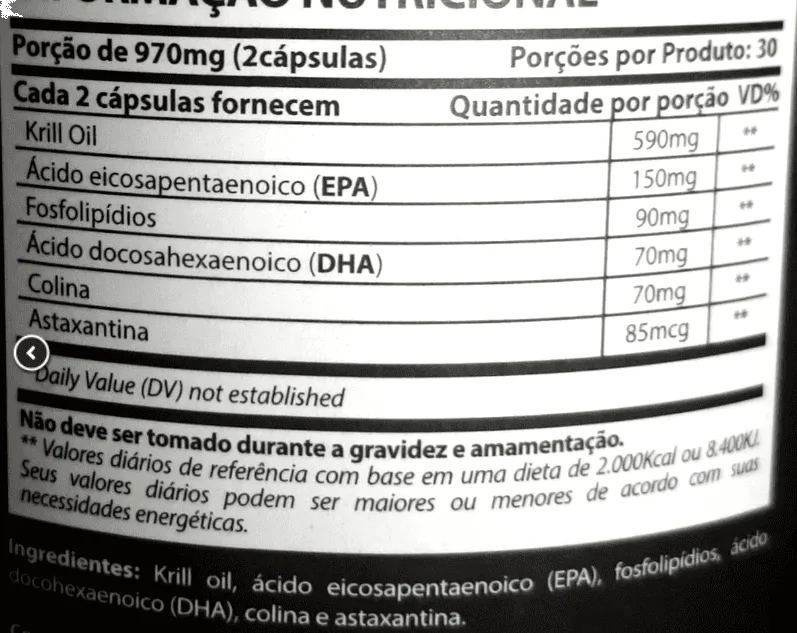 INFORMAÇÃO NUTRICIONAL
Porção de 970mg (2cápsulas) Porções por Produto: 30
Cada 2 cápsulas fornecem Quantidade por porção VD%
Krill Oil 590mg **
Ácido eicosapentaenoico (EPA) 150mg **
Fosfolipídios 90mg **
Ácido docosahexaenoico (DHA) 70mg **
Colina 70mg **
Astaxantina 85mcg **
Daily Value (DV) not established
Não deve ser tomado durante a gravidez e amamentação.
** Valores diários de referência com base em uma dieta de 2.000Kcal ou 8.400KJ.
Seus valores diários podem ser maiores ou menores de acordo com suas
necessidades energéticas.
Ingredientes: Krill oil, ácido eicosapentaenoico (EPA), fosfolipídios, ácido
docohexaenoico (DHA), colina e astaxantina.